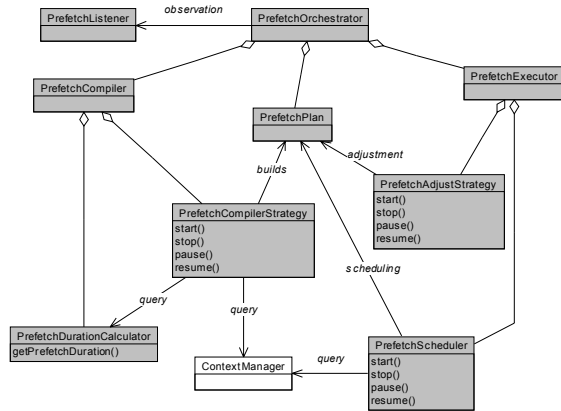 observation
PrefetchListener
PrefetchOrchestrator
PrefetchCompiler
PrefetchExecutor
PrefetchPlan
adjustment
builds
PrefetchAdjustStrategy
start()
stop()
pause()
resume()
PrefetchCompilerStrategy
start()
stop()
pause()
resume()
scheduling
query
query
PrefetchDurationCalculator
getPrefetchDuration()
ContextManager
query
PrefetchScheduler
start()
stop()
pause()
resume()